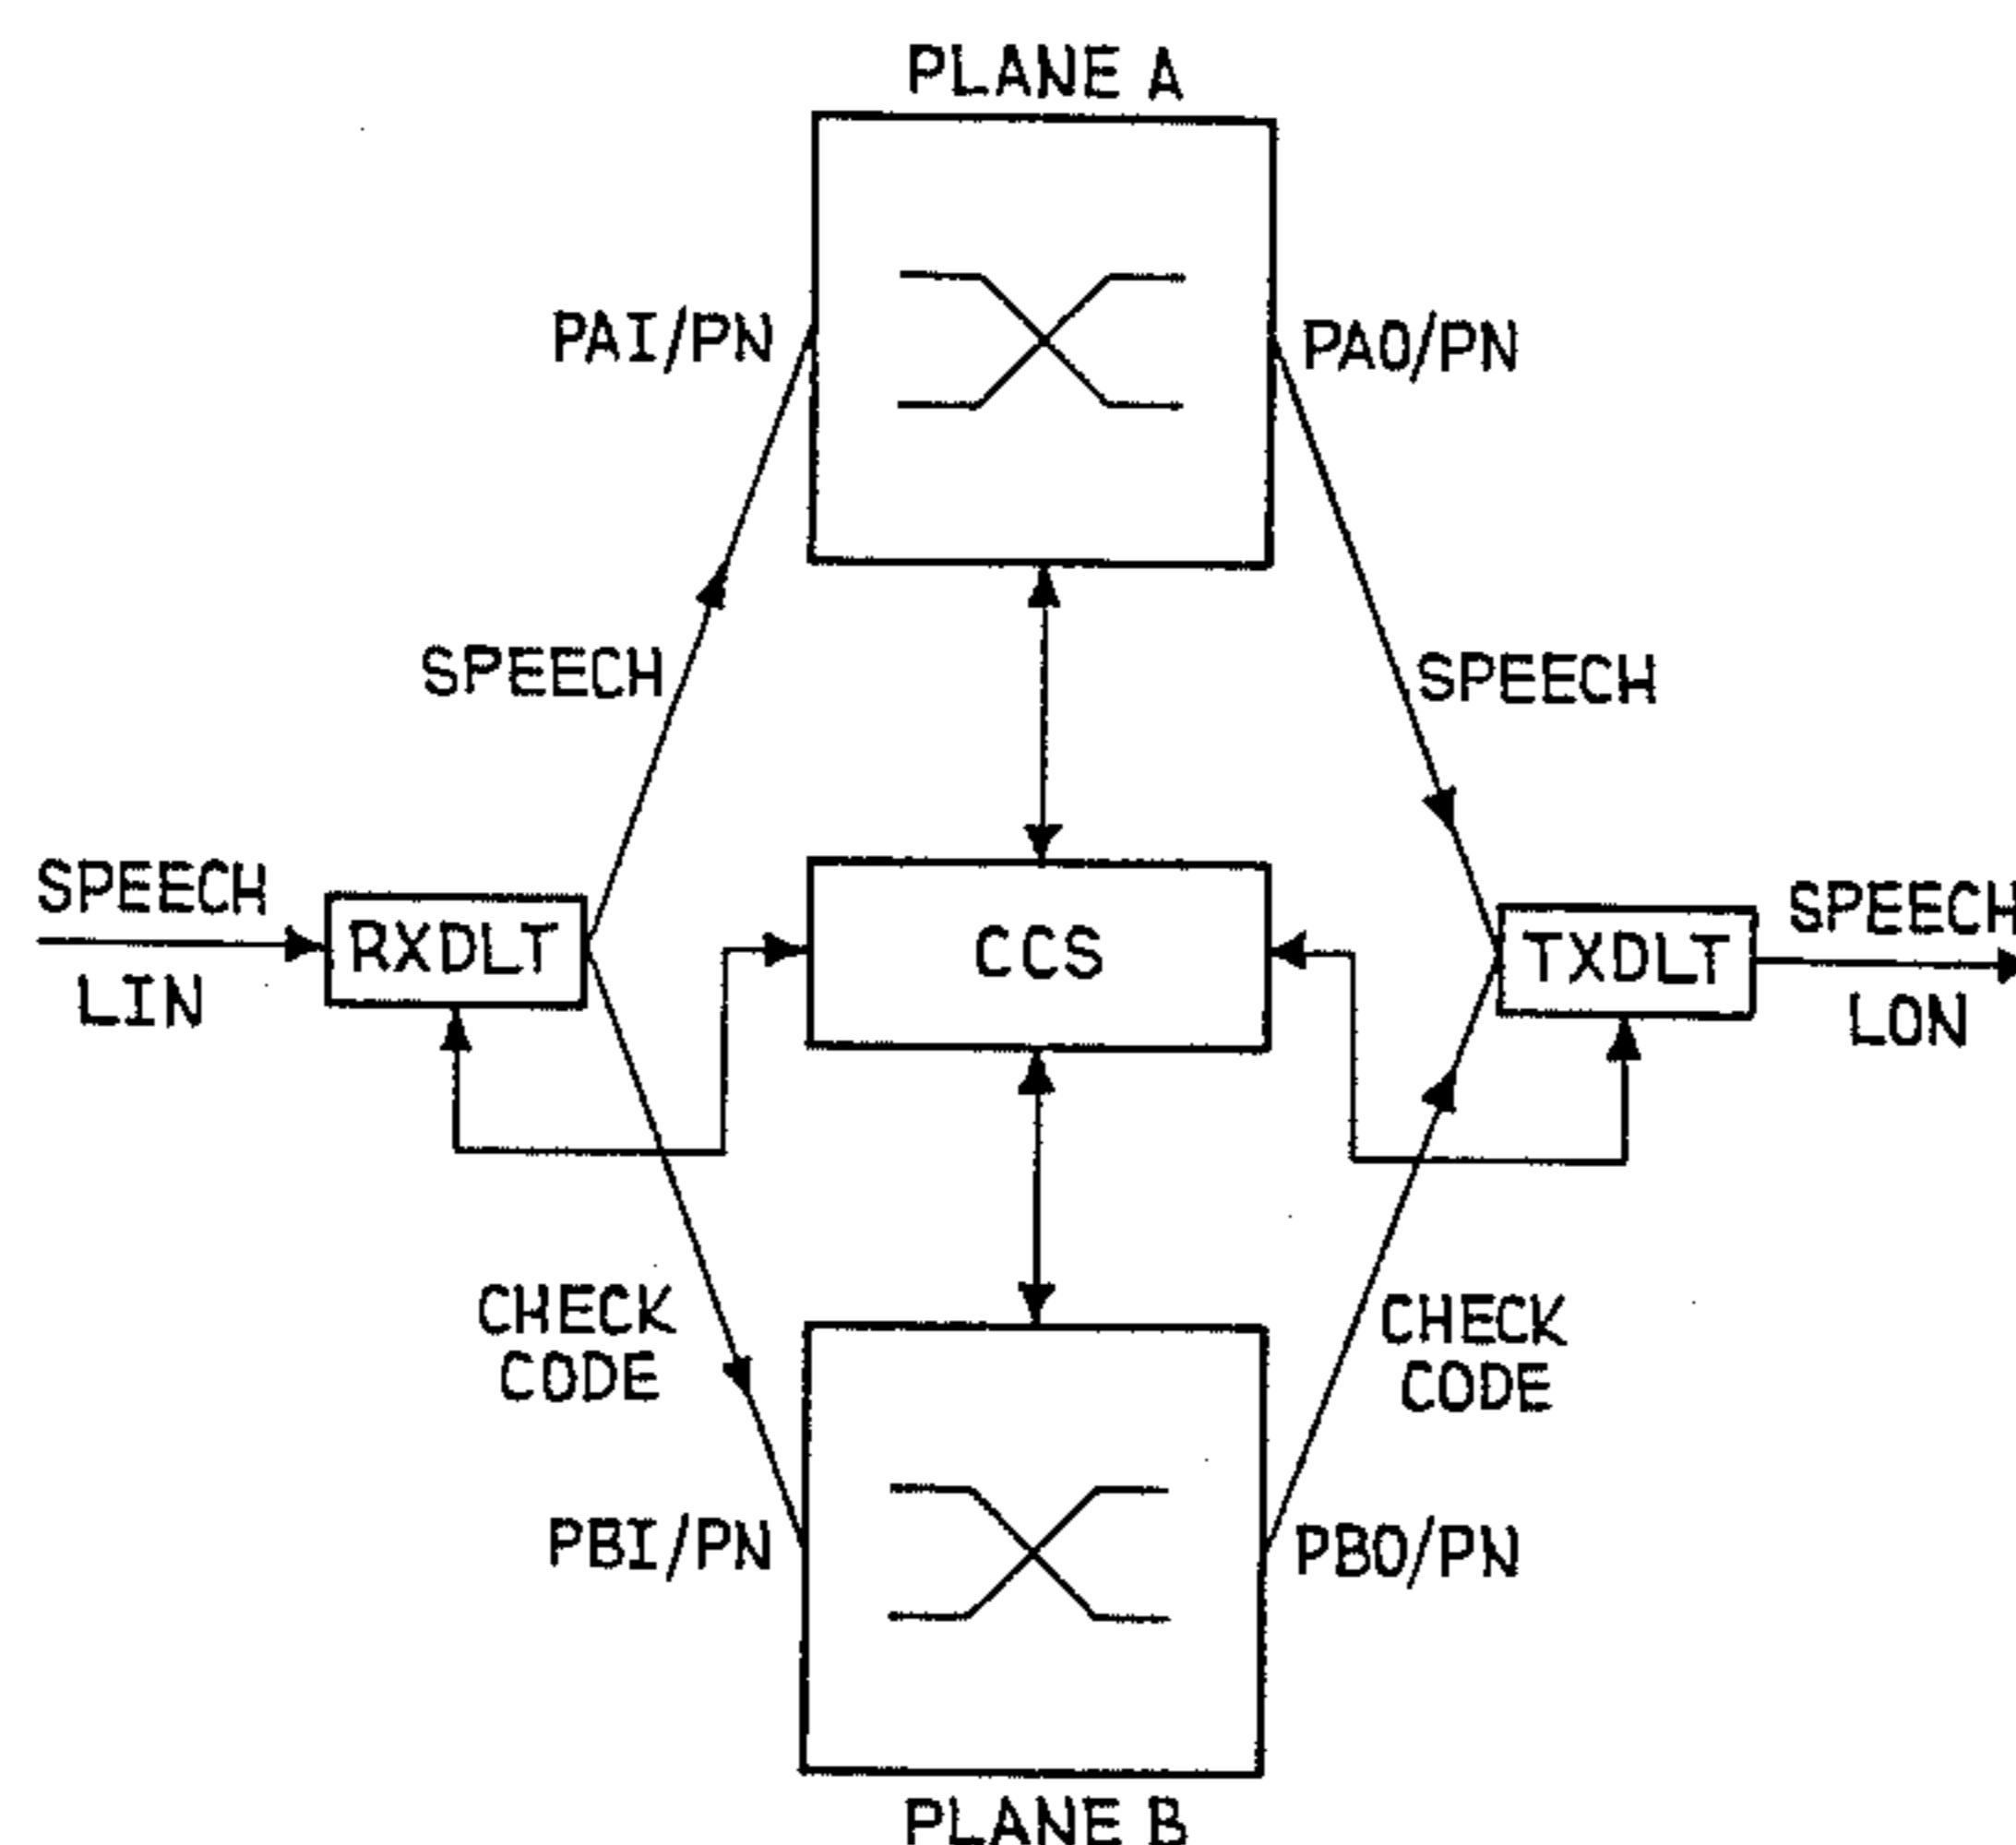 PLANE A
PAI/PN
PAO/PN
SPEECH
SPEECH
SPEECH
LIN
RXDLT
CCS
TXDLT
SPEECH
LON
CHECK
CODE
CHECK
CODE
PBI/PN
PBO/PN
PLANE B